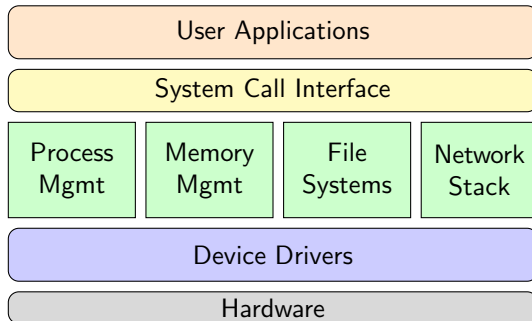 User Applications
System Call Interface
Process
Mgmt
Memory
Mgmt
File
Systems
Network
Stack
Device Drivers
Hardware